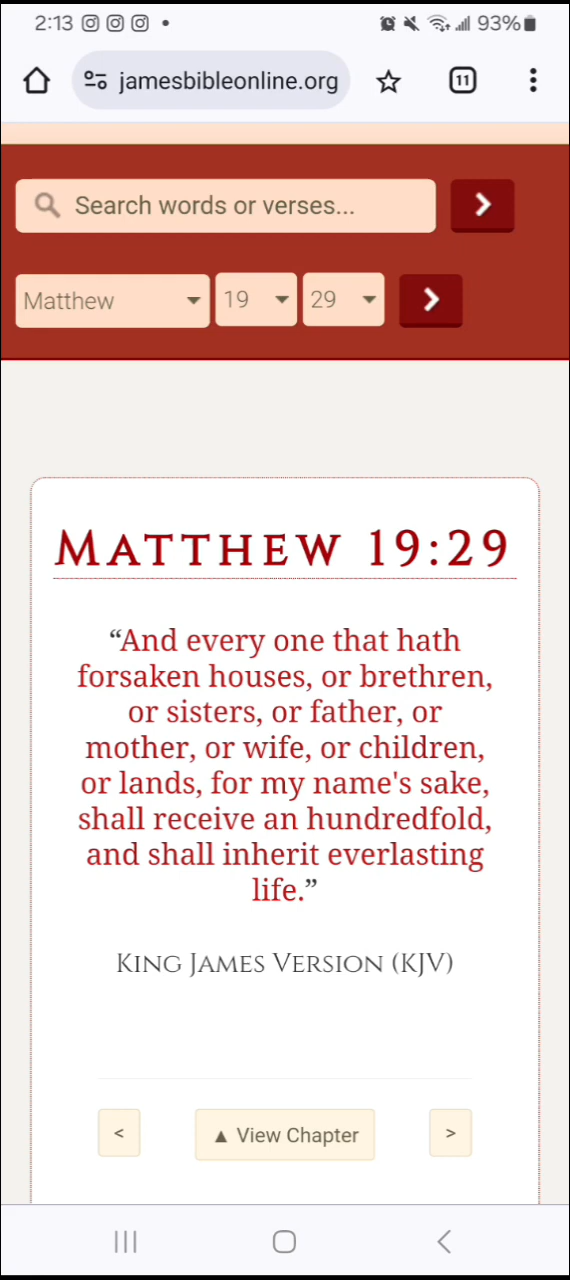 2:13 93%
jamesbibleonline.org 11
Search words or verses...
Matthew 19 29
MATTHEW 19:29
“And every one that hath
forsaken houses, or brethren,
or sisters, or father, or
mother, or wife, or children,
or lands, for my name's sake,
shall receive an hundredfold,
and shall inherit everlasting
life.”
KING JAMES VERSION (KJV)
< ▲ View Chapter >